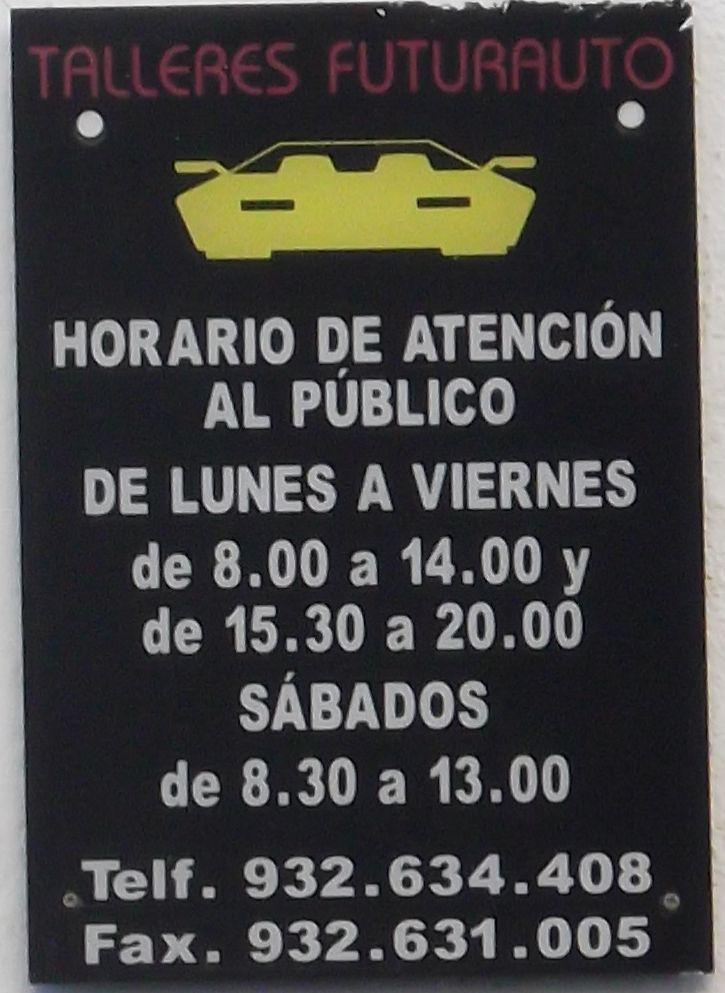 TALLERES FUTURAUTO
HORARIO DE ATENCIÓN
AL PÚBLICO
DE LUNES A VIERNES
de 8.00 a 14.00 y
de 15.30 a 20.00
SÁBADOS
de 8.30 a 13.00
Telf. 932.634.408
Fax. 932.631.005